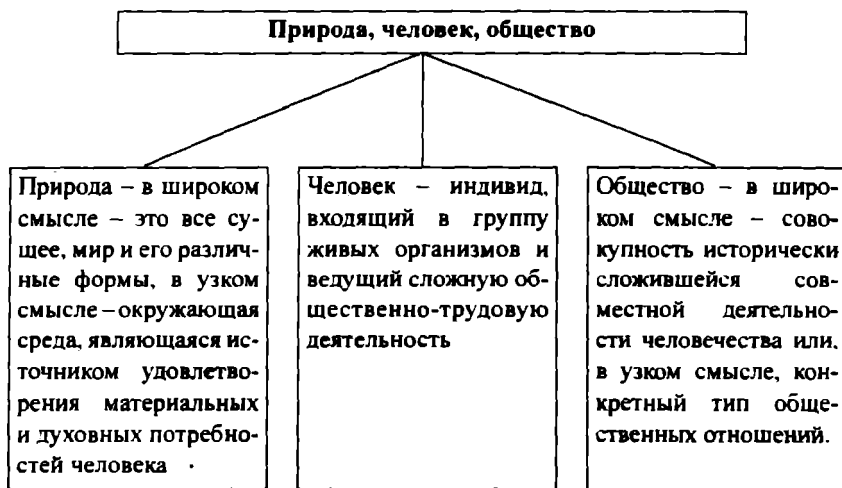 Природа, человек, общество
Природа – в широком
смысле – это все су-
щее, мир и его различ-
ные формы, в узком
смысле – окружающая
среда, являющаяся ис-
точником удовлетво-
рения материальных
и духовных потребно-
стей человека
Человек – индивид,
входящий в группу
живых организмов и
ведущий сложную об-
щественно-трудовую
деятельность
Общество – в широ-
ком смысле – сово-
купность исторически
сложившейся сов-
местной деятельно-
сти человечества или.
в узком смысле, кон-
кретный тип обще-
ственных отношений.